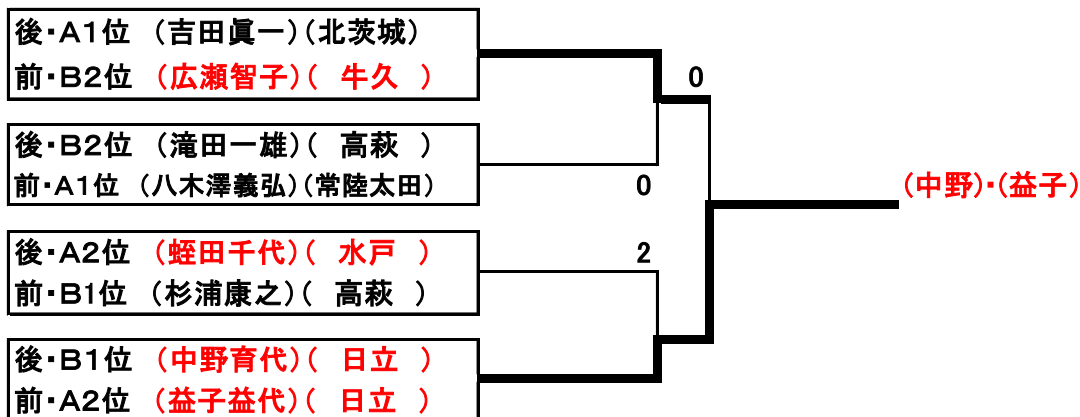 後・A1位 （吉田眞一）（北茨城）
前・B2位 （広瀬智子）（ 牛久 ）
0
後・B2位 （滝田一雄）（ 高萩 ）
前・A1位 （八木澤義弘）（常陸太田）
0
（中野）・（益子）
後・A2位 （蛭田千代）（ 水戸 ）
2
前・B1位 （杉浦康之）（ 高萩 ）
後・B1位 （中野育代）（ 日立 ）
前・A2位 （益子益代）（ 日立 ）